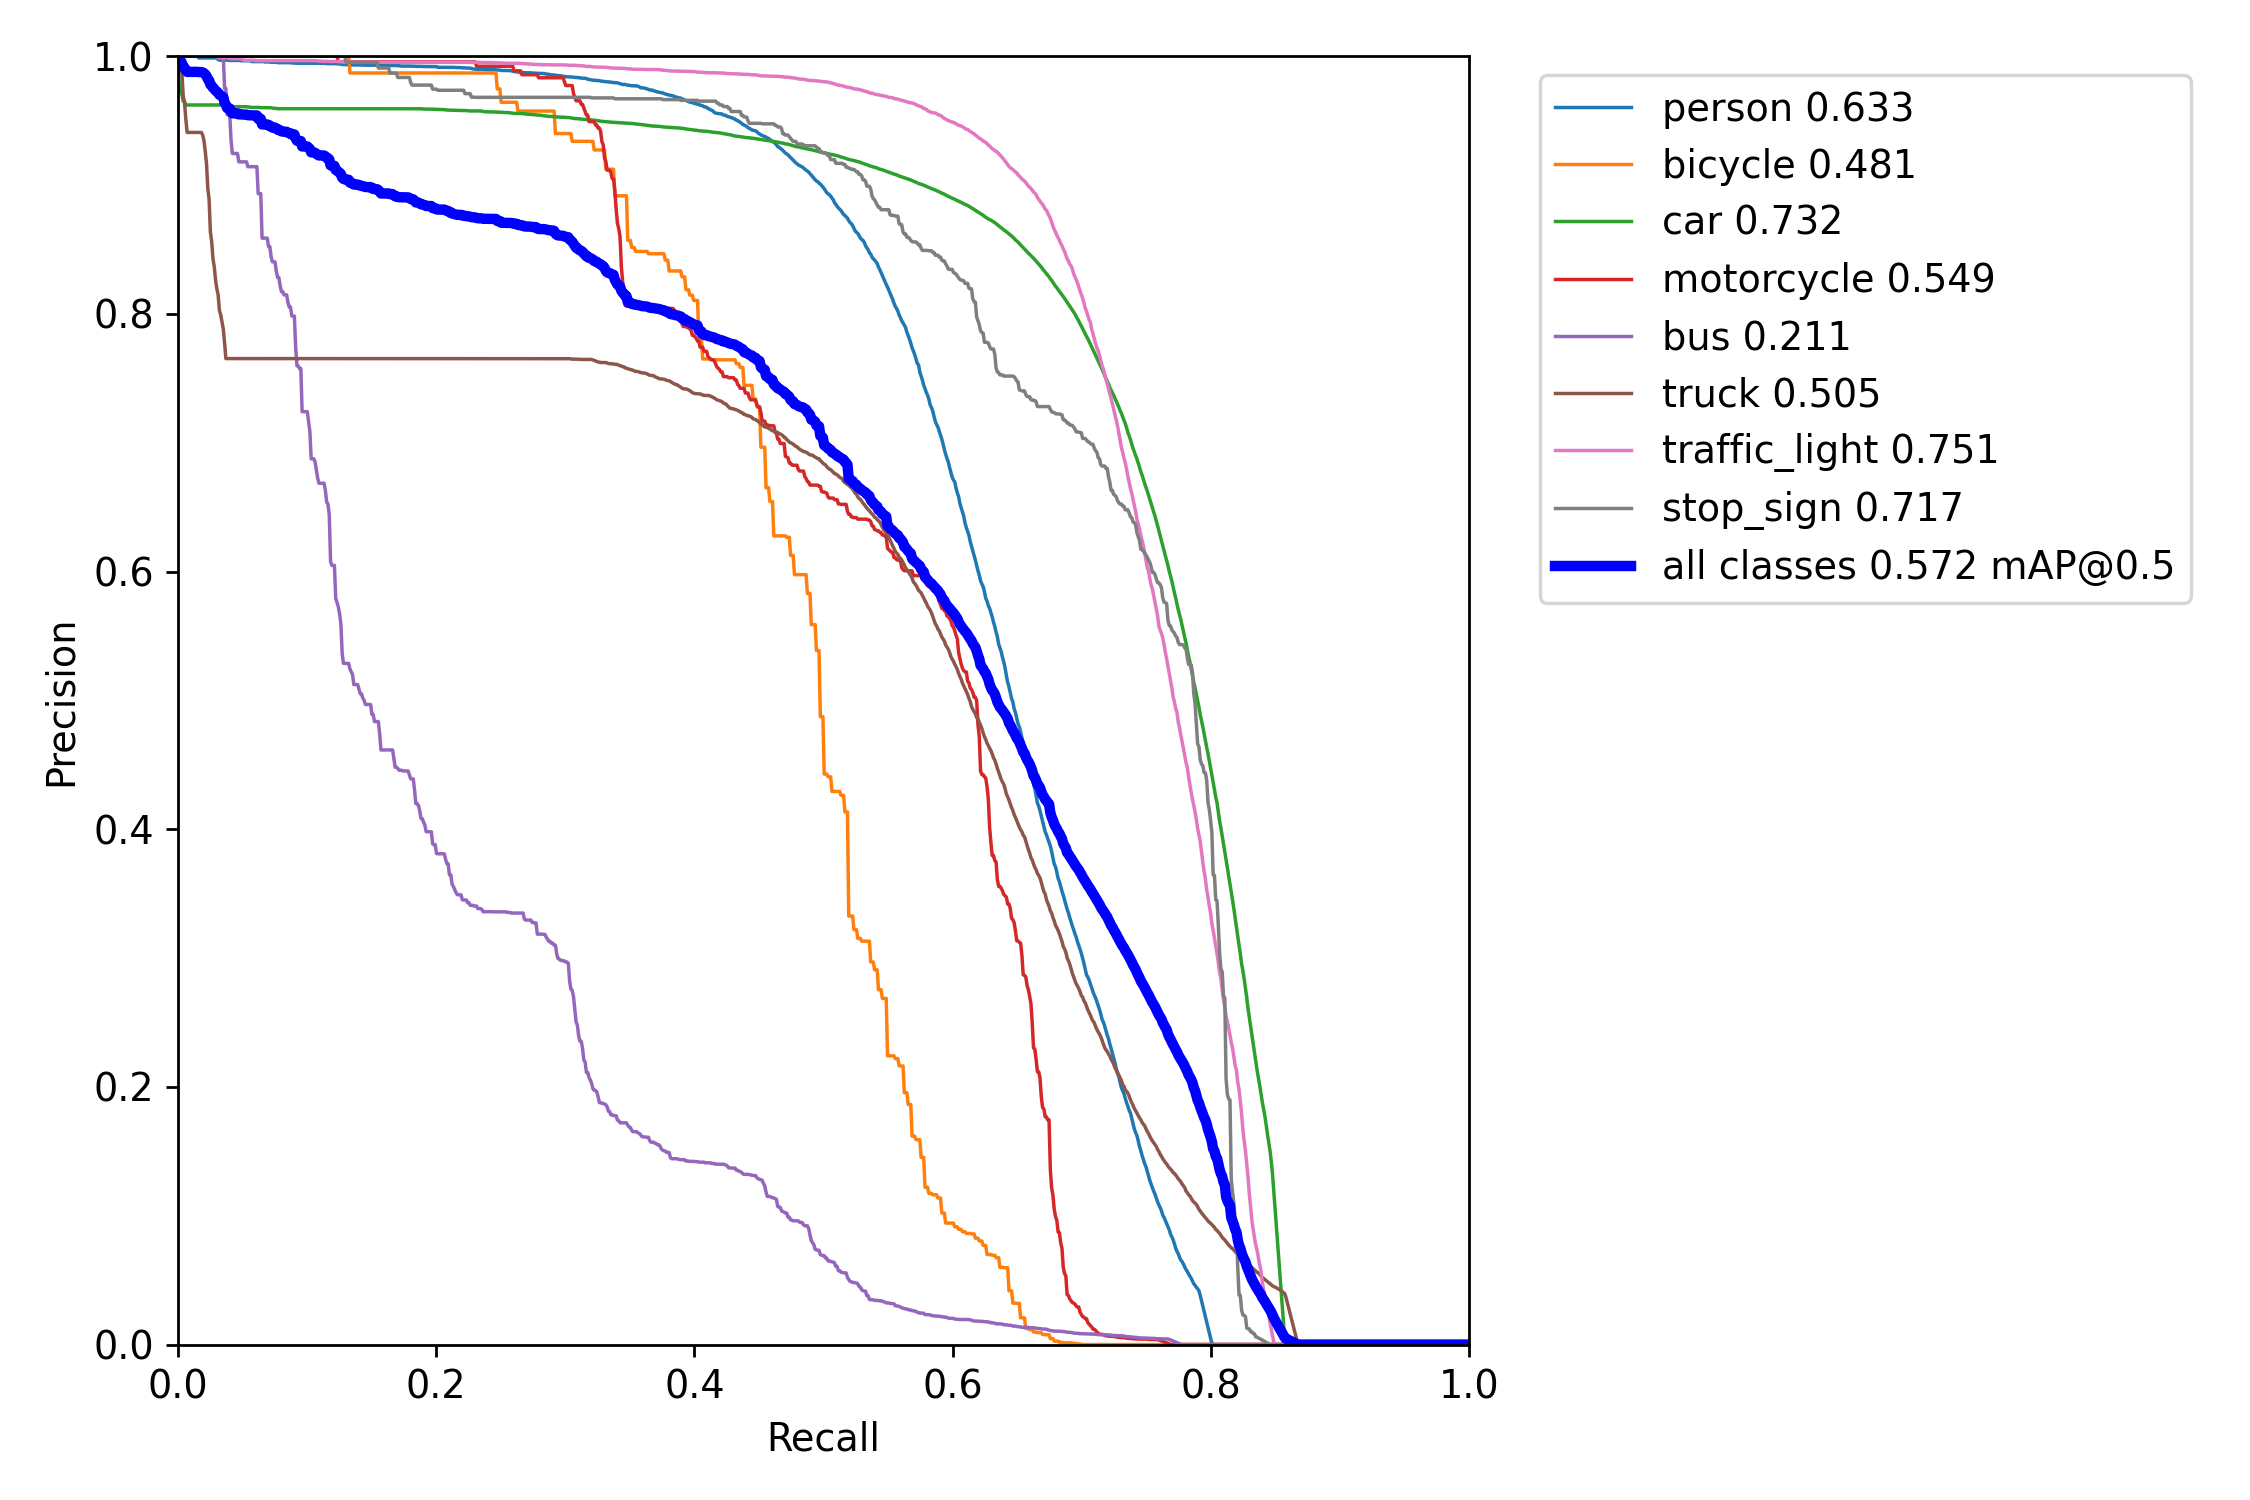 1.0
0.8
0.6
0.4
0.2
0.0
0.0 0.2 0.4 0.6 0.8 1.0
Precision
Recall
person 0.633
bicycle 0.481
car 0.732
motorcycle 0.549
bus 0.211
truck 0.505
traffic_light 0.751
stop_sign 0.717
all classes 0.572 mAP@0.5